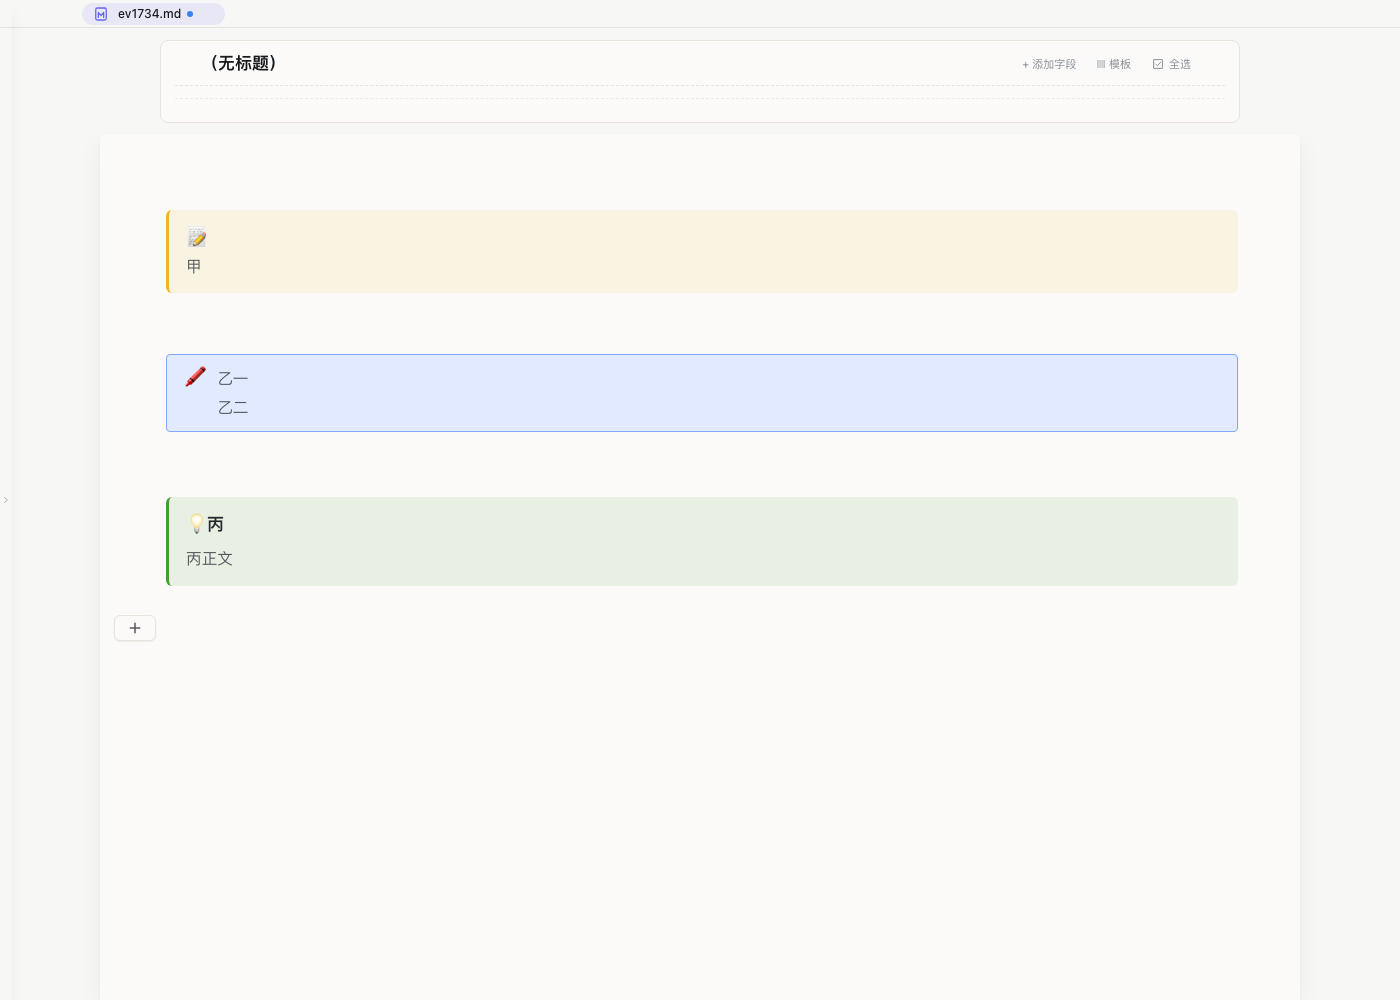 ev1734.md
(无标题)
+ 添加字段 模板 全选
甲
乙一
乙二
丙
丙正文